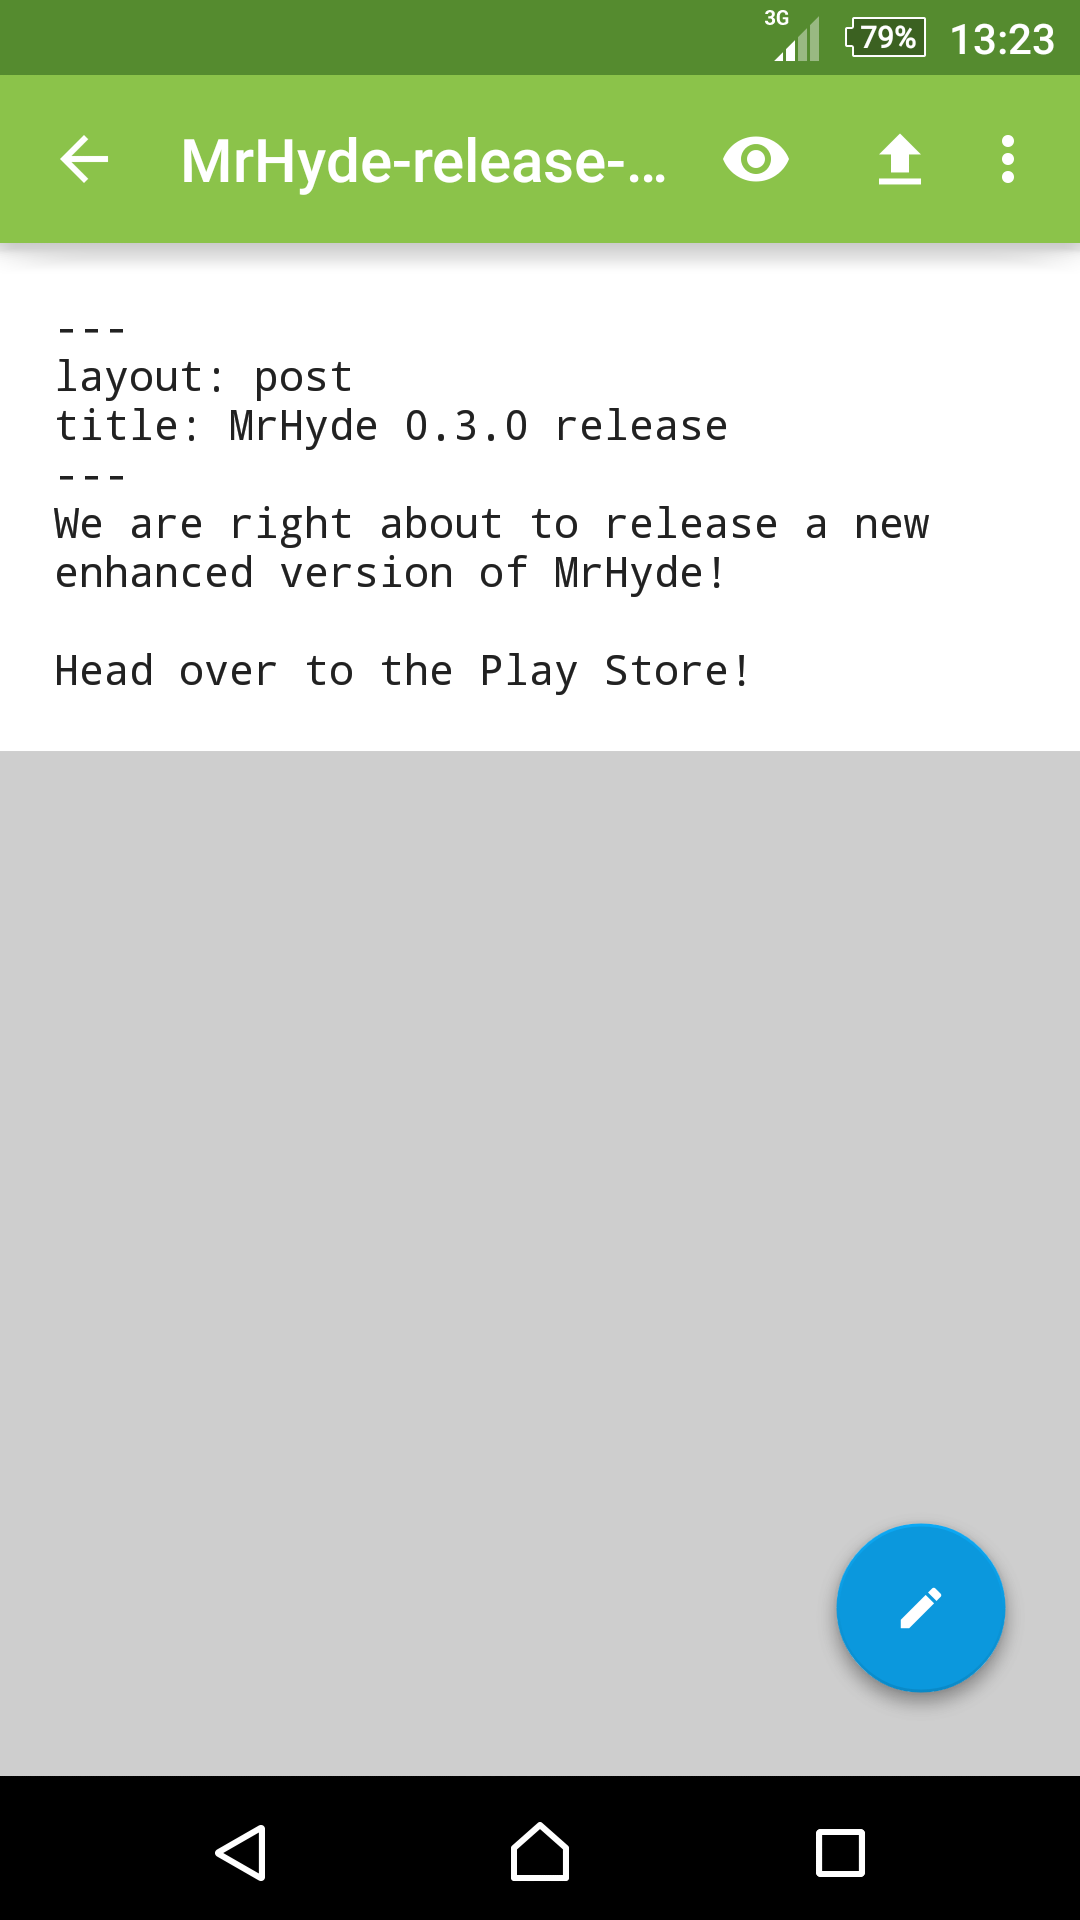 3G
79%
13:23
MrHyde-release-...
---
layout: post
title: MrHyde 0.3.0 release
---
We are right about to release a new
enhanced version of MrHyde!
Head over to the Play Store!